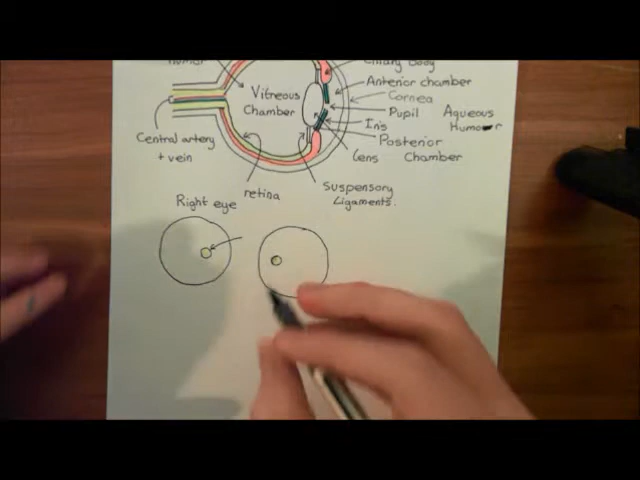 humor
Ciliary body
Anterior chamber
Vitreous
Chamber
Cornea
Pupil
Aqueous
Humour
Iris
Central artery
+ vein
Posterior
Chamber
Lens
retina
Suspensory
Ligaments.
Right eye